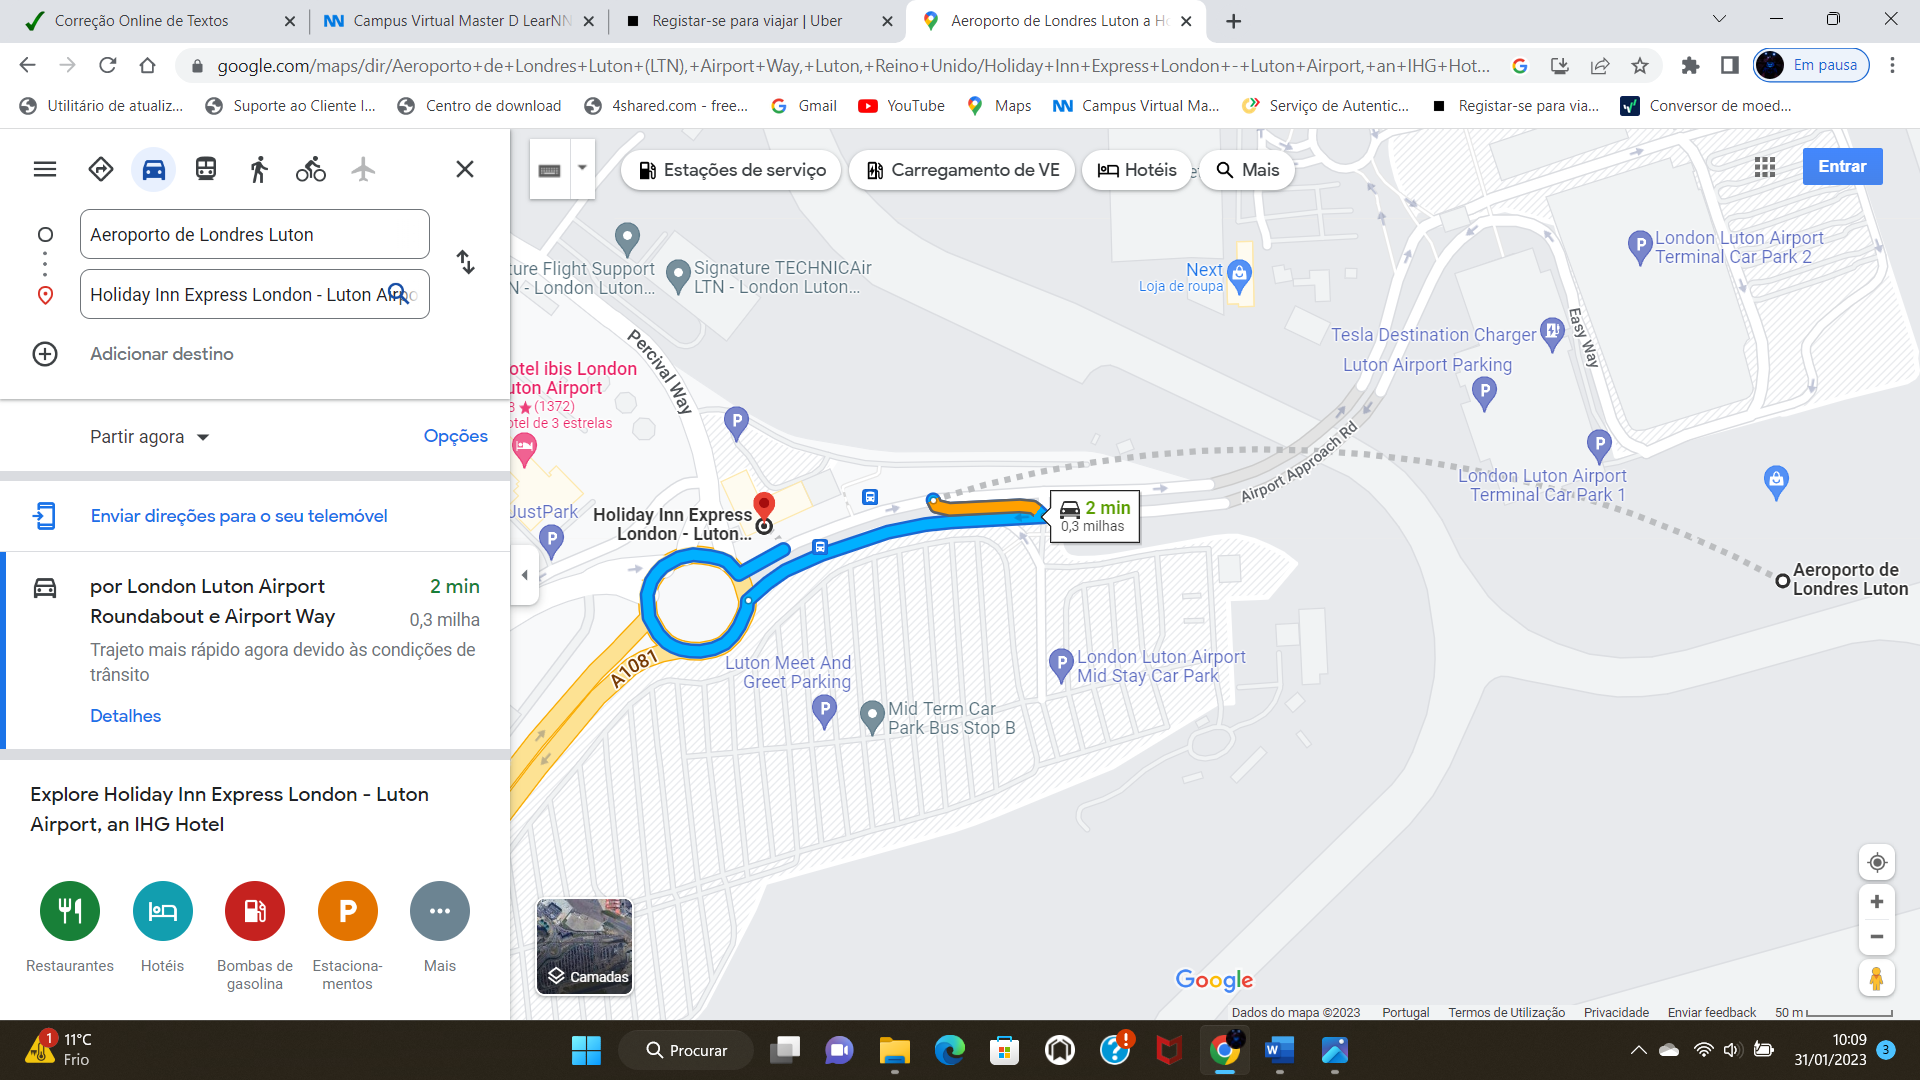 Correção Online de Textos
Campus Virtual Master D LearNN
Registar-se para viajar | Uber
Aeroporto de Londres Luton a Ho
google.com/maps/dir/Aeroporto+de+Londres+Luton+(LTN),+Airport+Way,+Luton,+Reino+Unido/Holiday+Inn+Express+London+-+Luton+Airport,+an+IHG+Hot...
Em pausa
Utilitário de atualiz...
Suporte ao Cliente I...
Centro de download
4shared.com - free...
Gmail
YouTube
Maps
Campus Virtual Ma...
Serviço de Autentic...
Registar-se para via...
Conversor de moed...
Aeroporto de Londres Luton
Holiday Inn Express London - Luton Airpo
Adicionar destino
Partir agora
Opções
Enviar direções para o seu telemóvel
por London Luton Airport
Roundabout e Airport Way
2 min
0,3 milha
Trajeto mais rápido agora devido às condições de
trânsito
Detalhes
Explore Holiday Inn Express London - Luton
Airport, an IHG Hotel
Restaurantes
Hotéis
Bombas de
gasolina
Estaciona-
mentos
Mais
Estações de serviço
Carregamento de VE
Hotéis
Mais
Entrar
ture Flight Support
N - London Luton...
Signature TECHNICAir
LTN - London Luton...
Next
Loja de roupa
London Luton Airport
Terminal Car Park 2
Tesla Destination Charger
Easy Way
Luton Airport Parking
Percival Way
otel ibis London
uton Airport
(1372)
otel de 3 estrelas
Airport Approach Rd
London Luton Airport
Terminal Car Park 1
JustPark
Holiday Inn Express
London - Luton...
2 min
0,3 milhas
Aeroporto de
Londres Luton
A1081
Luton Meet And
Greet Parking
London Luton Airport
Mid Stay Car Park
Mid Term Car
Park Bus Stop B
Camadas
Google
Dados do mapa ©2023
Portugal
Termos de Utilização
Privacidade
Enviar feedback
50 m
1
11°C
Frio
Procurar
10:09
31/01/2023
3